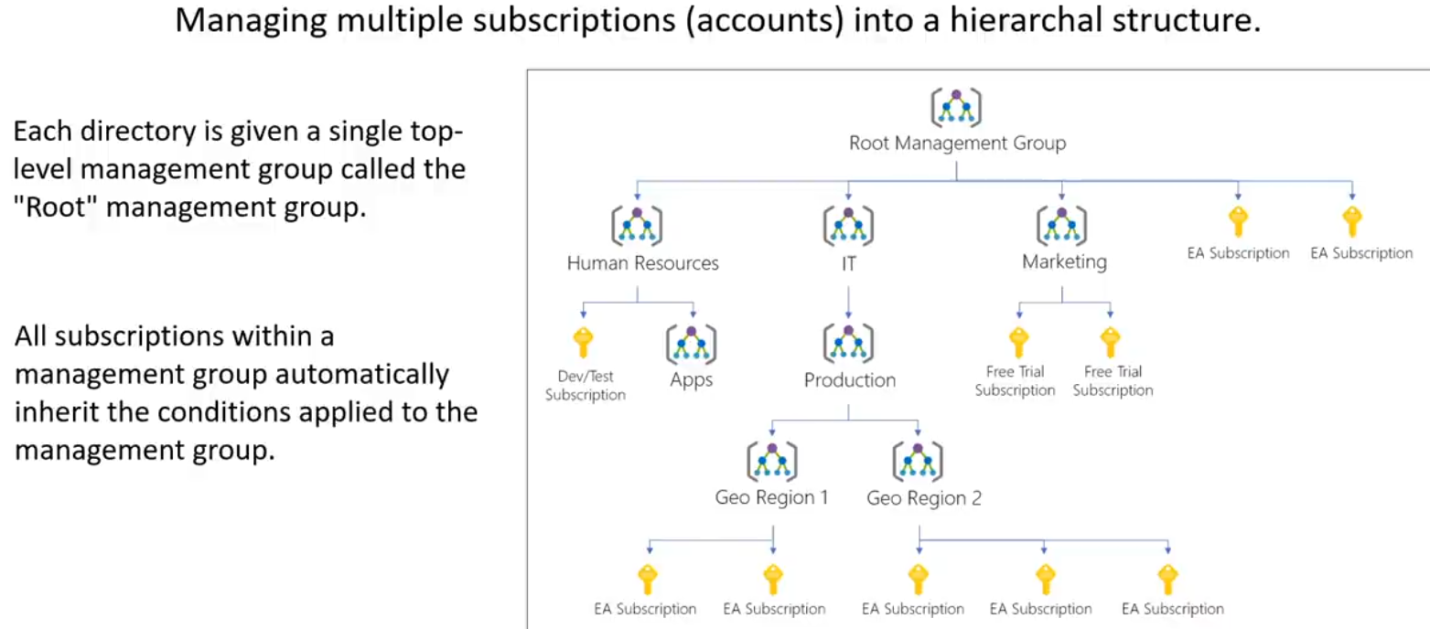 Managing multiple subscriptions (accounts) into a hierarchal structure.
Each directory is given a single top-
level management group called the
"Root" management group.
All subscriptions within a
management group automatically
inherit the conditions applied to the
management group.
Root Management Group
Human Resources
IT
Marketing
EA Subscription
EA Subscription
Dev/Test
Subscription
Apps
Production
Free Trial
Subscription
Free Trial
Subscription
Geo Region 1
Geo Region 2
EA Subscription
EA Subscription
EA Subscription
EA Subscription
EA Subscription